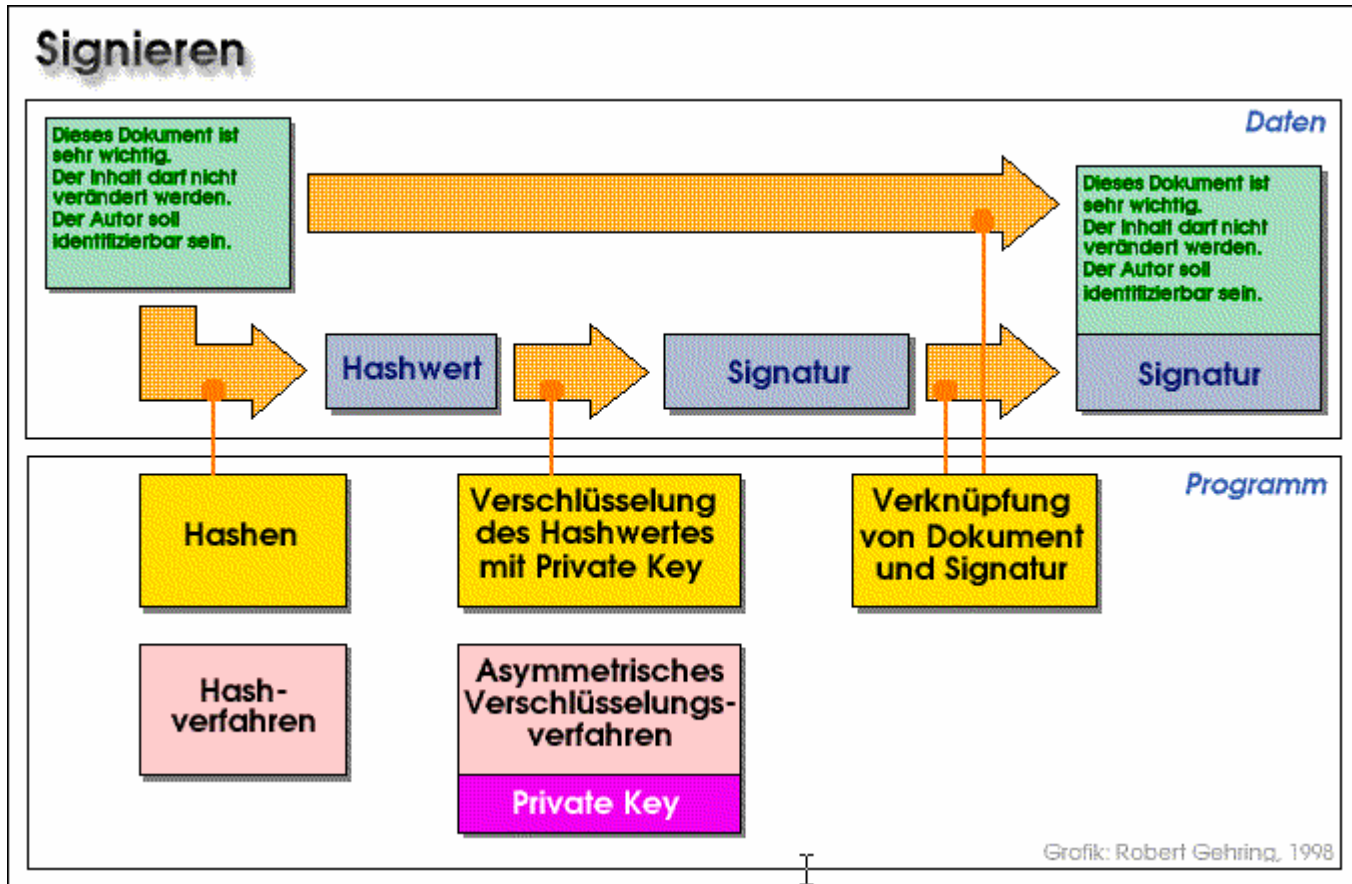 Signieren
Daten
Dieses Dokument ist
sehr wichtig.
Der Inhalt darf nicht
verändert werden.
Der Autor soll
identifizierbar sein.
Dieses Dokument ist
sehr wichtig.
Der Inhalt darf nicht
verändert werden.
Der Autor soll
identifizierbar sein.
Hashwert
Signatur
Signatur
Programm
Hashen
Verschlüsselung
des Hashwertes
mit Private Key
Verknüpfung
von Dokument
und Signatur
Hash-
verfahren
Asymmetrisches
Verschlüsselungs-
verfahren
Private Key
Grafik: Robert Gehring, 1998